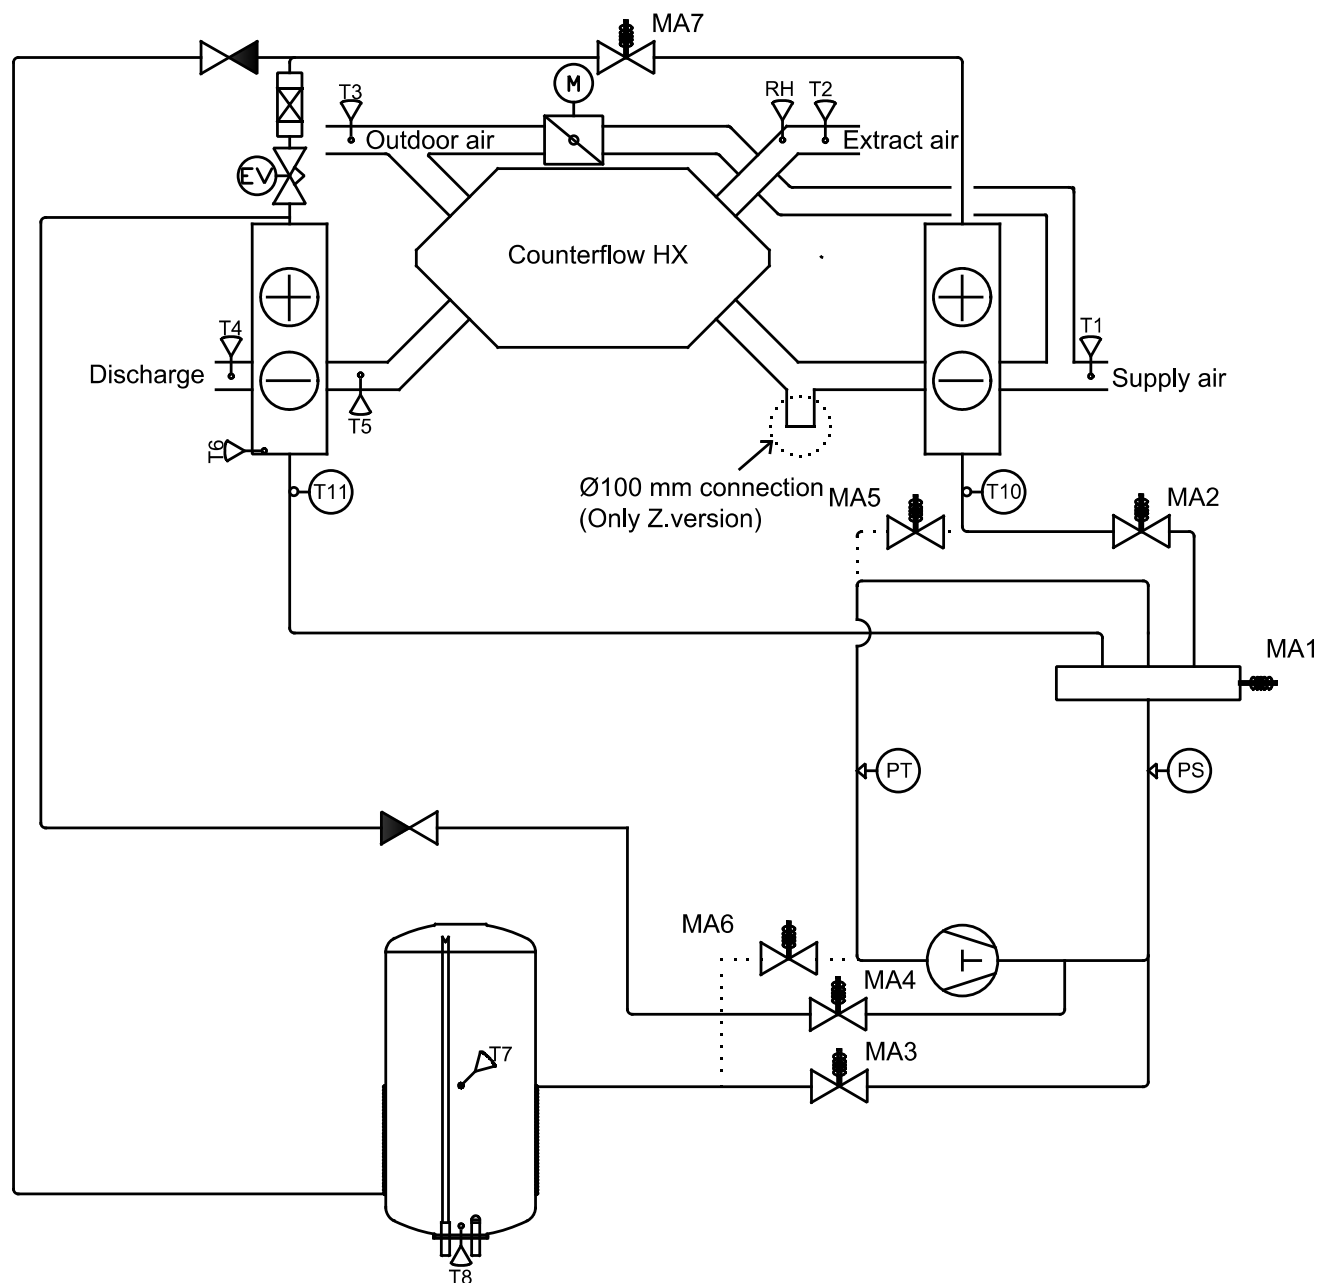 MA7
M
T3
RH
T2
Outdoor air
Extract air
EV
Counterflow HX
T4
T1
Discharge
Supply air
T5
T6
T11
Ø100 mm connection
(Only Z.version)
MA5
T10
MA2
MA1
PT
PS
MA6
MA4
MA3
T7
T8